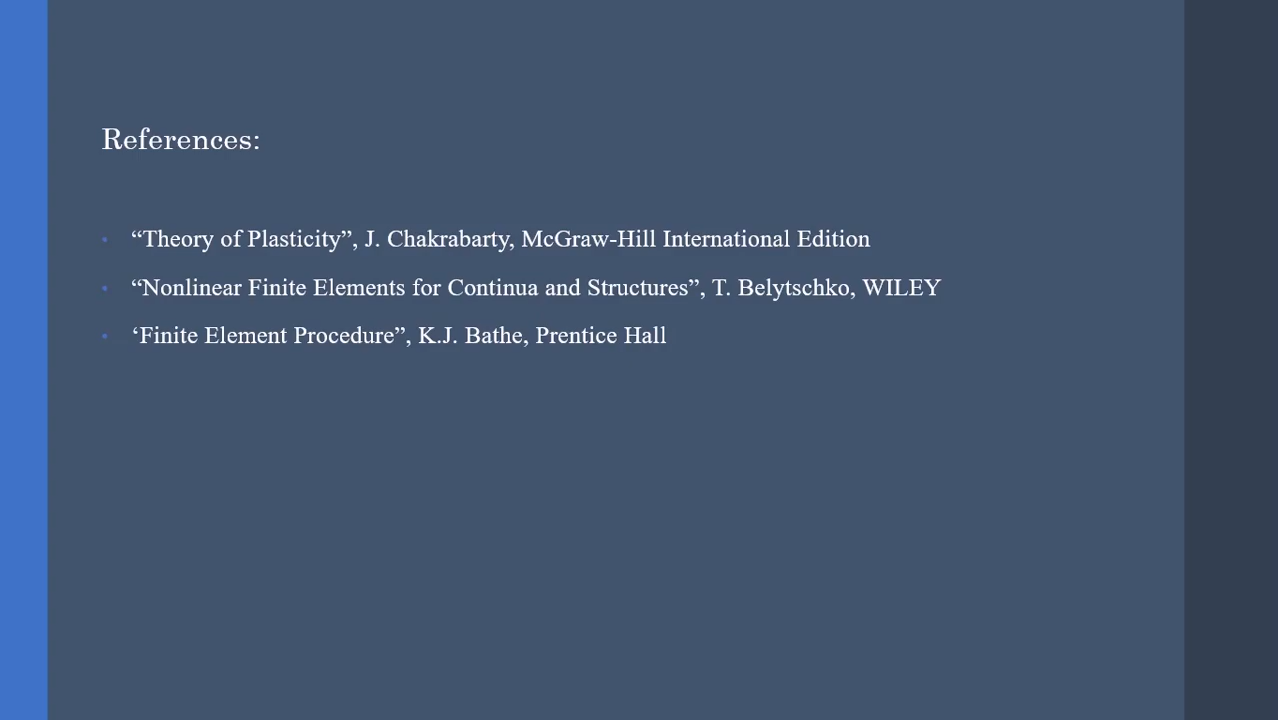 References:
• “Theory of Plasticity”, J. Chakrabarty, McGraw-Hill International Edition
• “Nonlinear Finite Elements for Continua and Structures”, T. Belytschko, WILEY
• ‘Finite Element Procedure”, K.J. Bathe, Prentice Hall